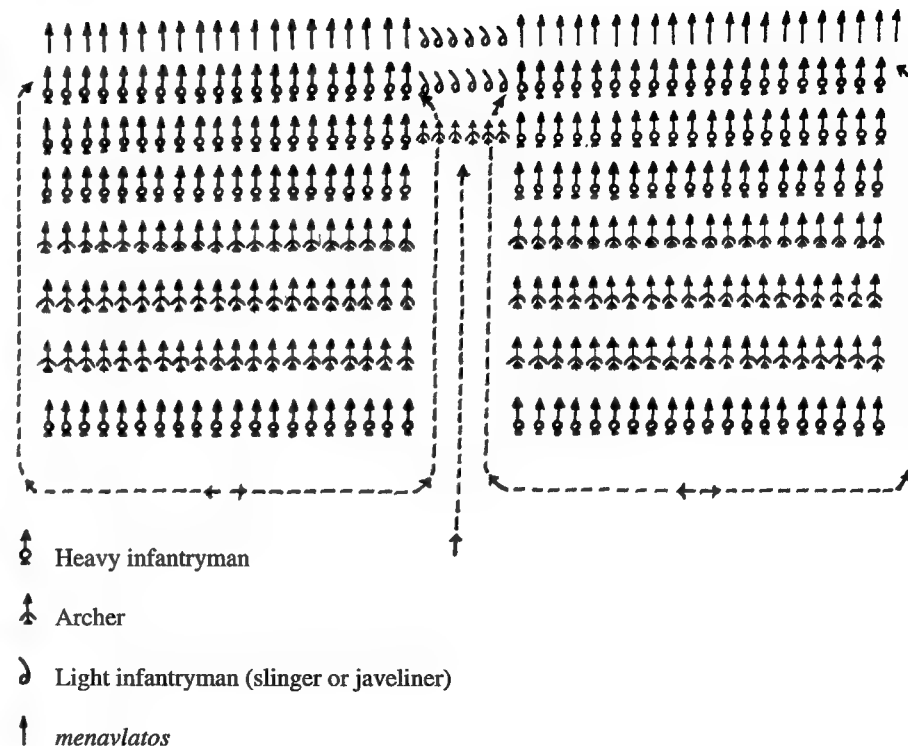 Heavy infantryman
Archer
Light infantryman (slinger or javeliner)
menavlatos